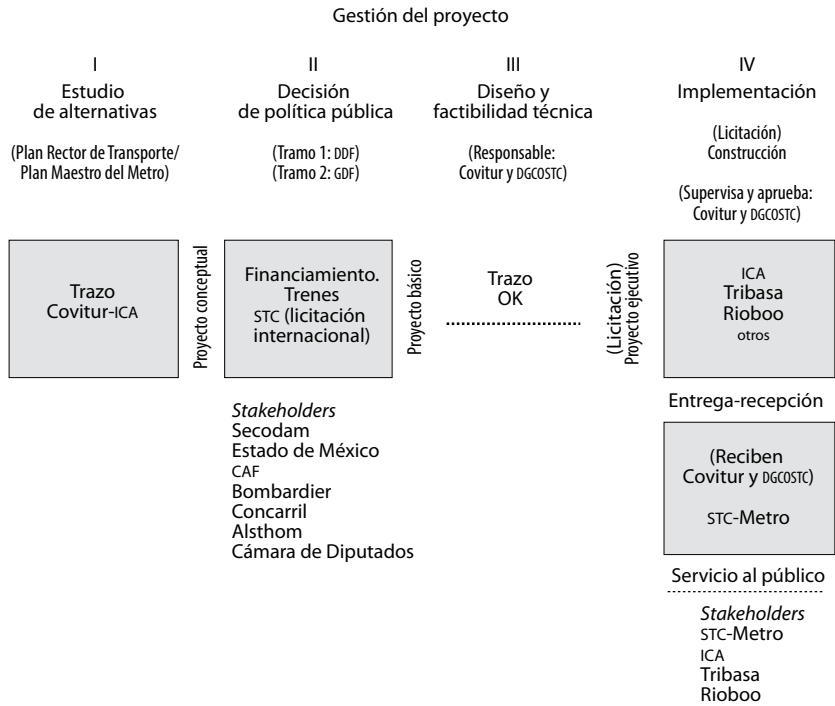 Gestión del proyecto
I
Estudio
de alternativas
(Plan Rector de Transporte/
Plan Maestro del Metro)
Trazo
Covitur-ICA
Proyecto conceptual
II
Decisión
de política pública
(Tramo 1: DDF)
(Tramo 2: GDF)
Financiamiento.
Trenes
STC (licitación
internacional)
Stakeholders
Secodam
Estado de México
CAF
Bombardier
Concarril
Alsthom
Cámara de Diputados
Proyecto básico
III
Diseño y
factibilidad técnica
(Responsable:
Covitur y DGCOSTC)
Trazo
OK
(Licitación)
Proyecto ejecutivo
IV
Implementación
(Licitación)
Construcción
(Supervisa y aprueba:
Covitur y DGCOSTC)
ICA
Tribasa
Rioboo
otros
Entrega-recepción
(Reciben
Covitur y DGCOSTC)
STC-Metro
Servicio al público
Stakeholders
STC-Metro
ICA
Tribasa
Rioboo